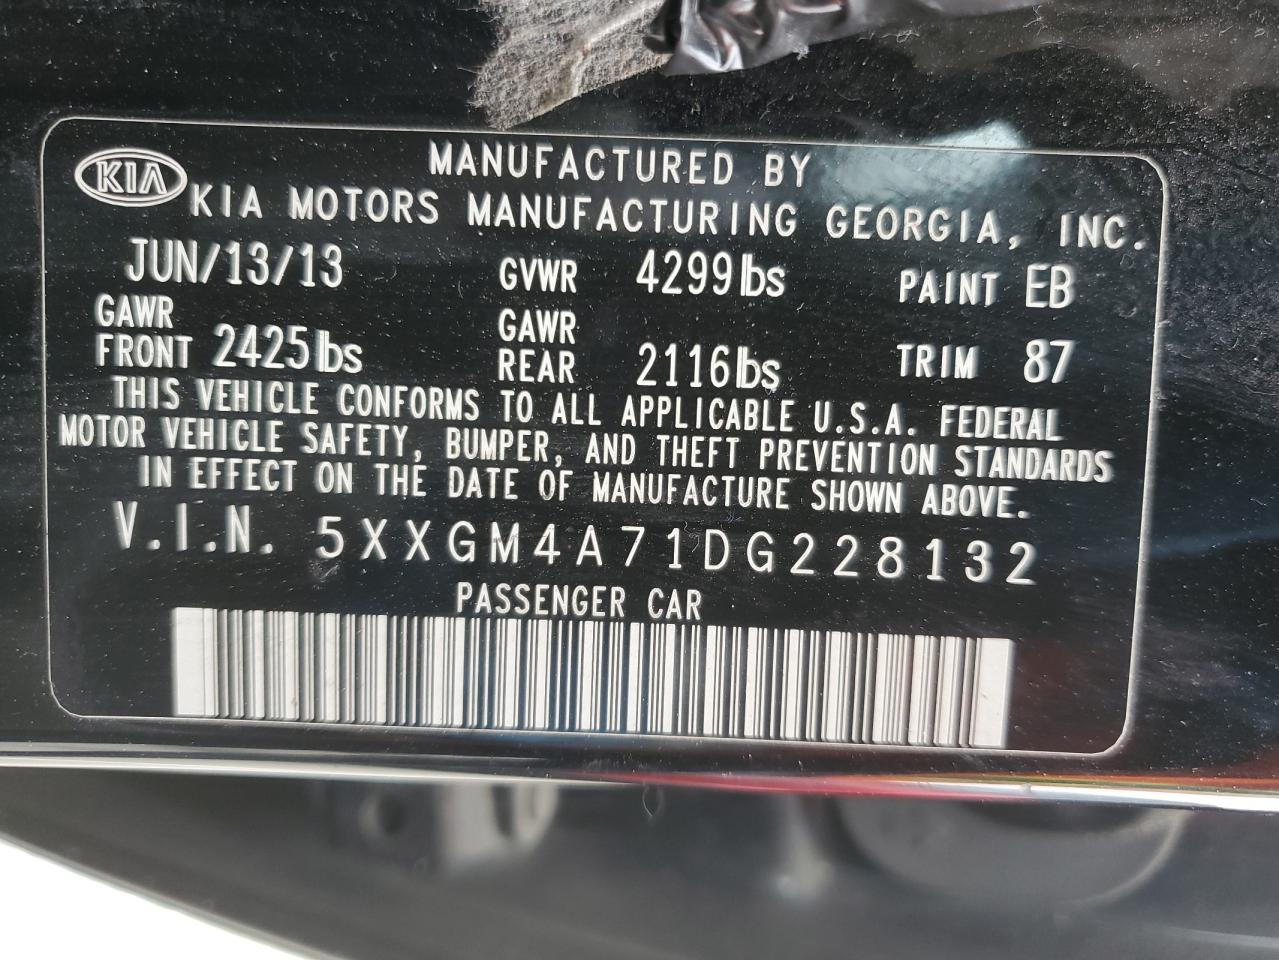 MANUFACTURED BY
KIA KIA MOTORS MANUFACTURING GEORGIA, INC.
JUN/13/13 GVWR 4299lbs PAINT EB
GAWR FRONT 2425lbs GAWR REAR 2116lbs TRIM 87
THIS VEHICLE CONFORMS TO ALL APPLICABLE U.S.A. FEDERAL
MOTOR VEHICLE SAFETY, BUMPER, AND THEFT PREVENTION STANDARDS
IN EFFECT ON THE DATE OF MANUFACTURE SHOWN ABOVE.
V.I.N. 5XXGM4A71DG228132
PASSENGER CAR